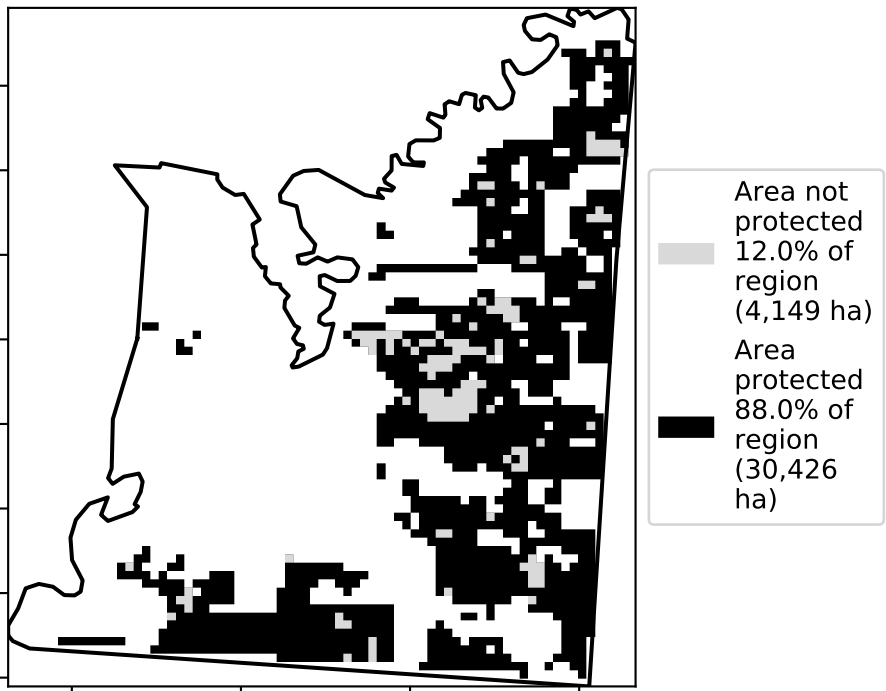 Area not
protected
12.0% of
region
(4,149 ha)
Area
protected
88.0% of
region
(30,426
ha)